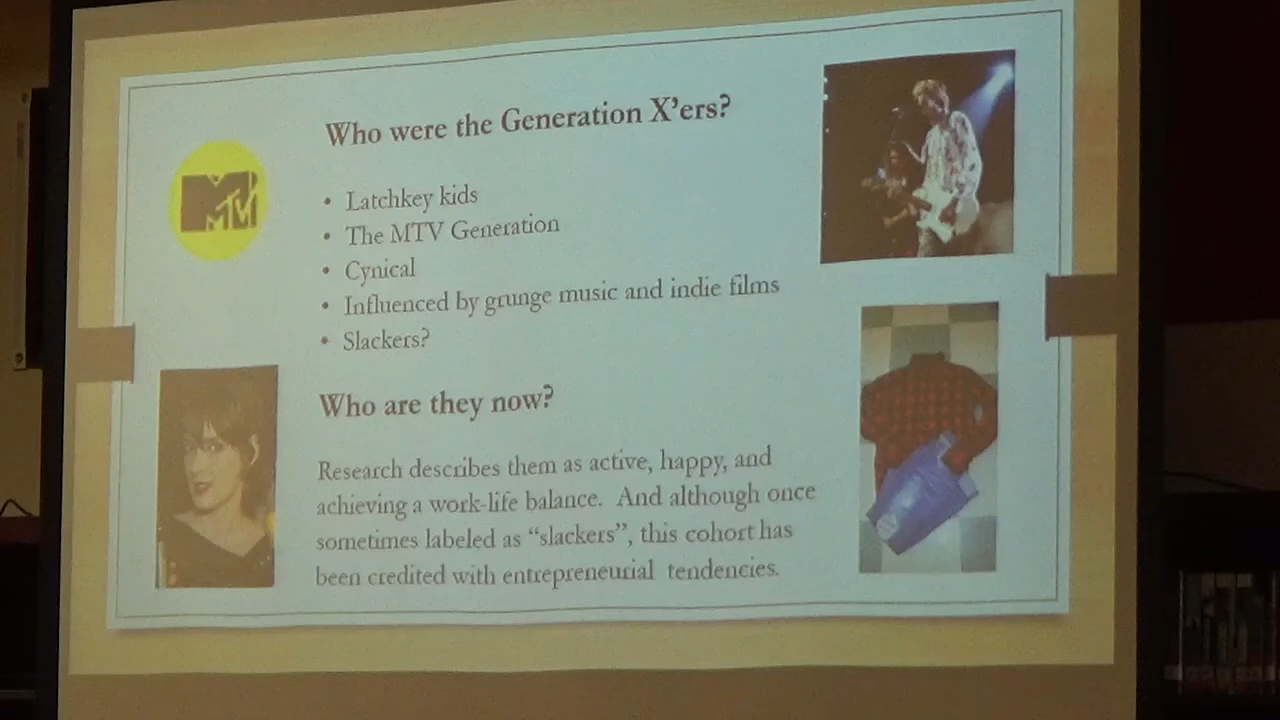 Who were the Generation X'ers?
MTV
• Latchkey kids
• The MTV Generation
• Cynical
• Influenced by grunge music and indie films
• Slackers?
Who are they now?
Research describes them as active, happy, and
achieving a work-life balance. And although once
sometimes labeled as “slackers”, this cohort has
been credited with entrepreneurial tendencies.